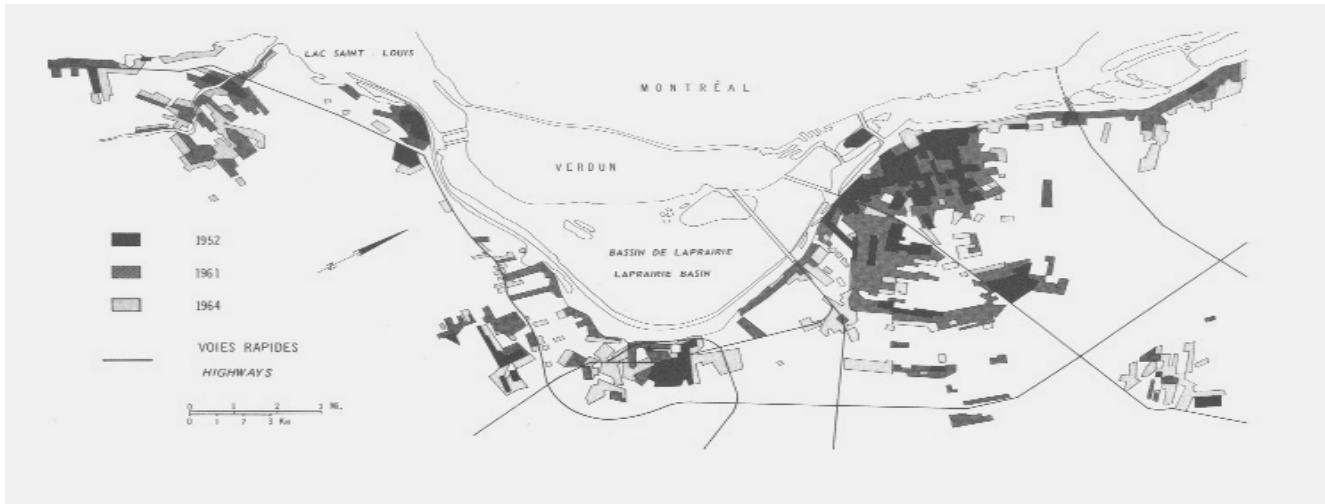 LAC SAINT - LOUIS
MONTRÉAL
VERDUN
BASSIN DE LAPRAIRIE
LAPRAIRIE BASIN
1952
1961
1964
VOIES RAPIDES
HIGHWAYS
N
0 1 2 3 Mi.
0 1 2 3 Km